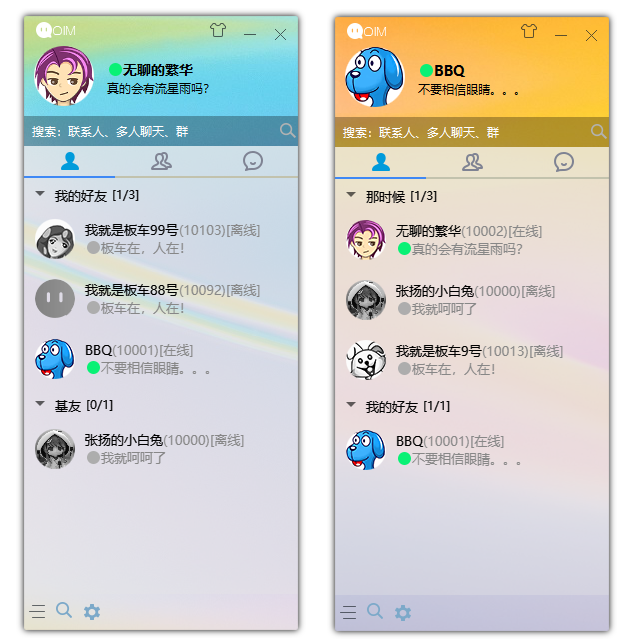 OIM
无聊的繁华
真的会有流星雨吗?
搜索：联系人、多人聊天、群
我的好友 [1/3]
我就是板车99号(10103)[离线]
板车在，人在!
我就是板车88号(10092)[离线]
板车在，人在!
BBQ(10001)[在线]
不要相信眼睛。。。
基友 [0/1]
张扬的小白兔(10000)[离线]
我就呵呵了
OIM
BBQ
不要相信眼睛。。。
搜索：联系人、多人聊天、群
那时候 [1/3]
无聊的繁华(10002)[在线]
真的会有流星雨吗?
张扬的小白兔(10000)[离线]
我就呵呵了
我就是板车9号(10013)[离线]
板车在，人在!
我的好友 [1/1]
BBQ(10001)[在线]
不要相信眼睛。。。